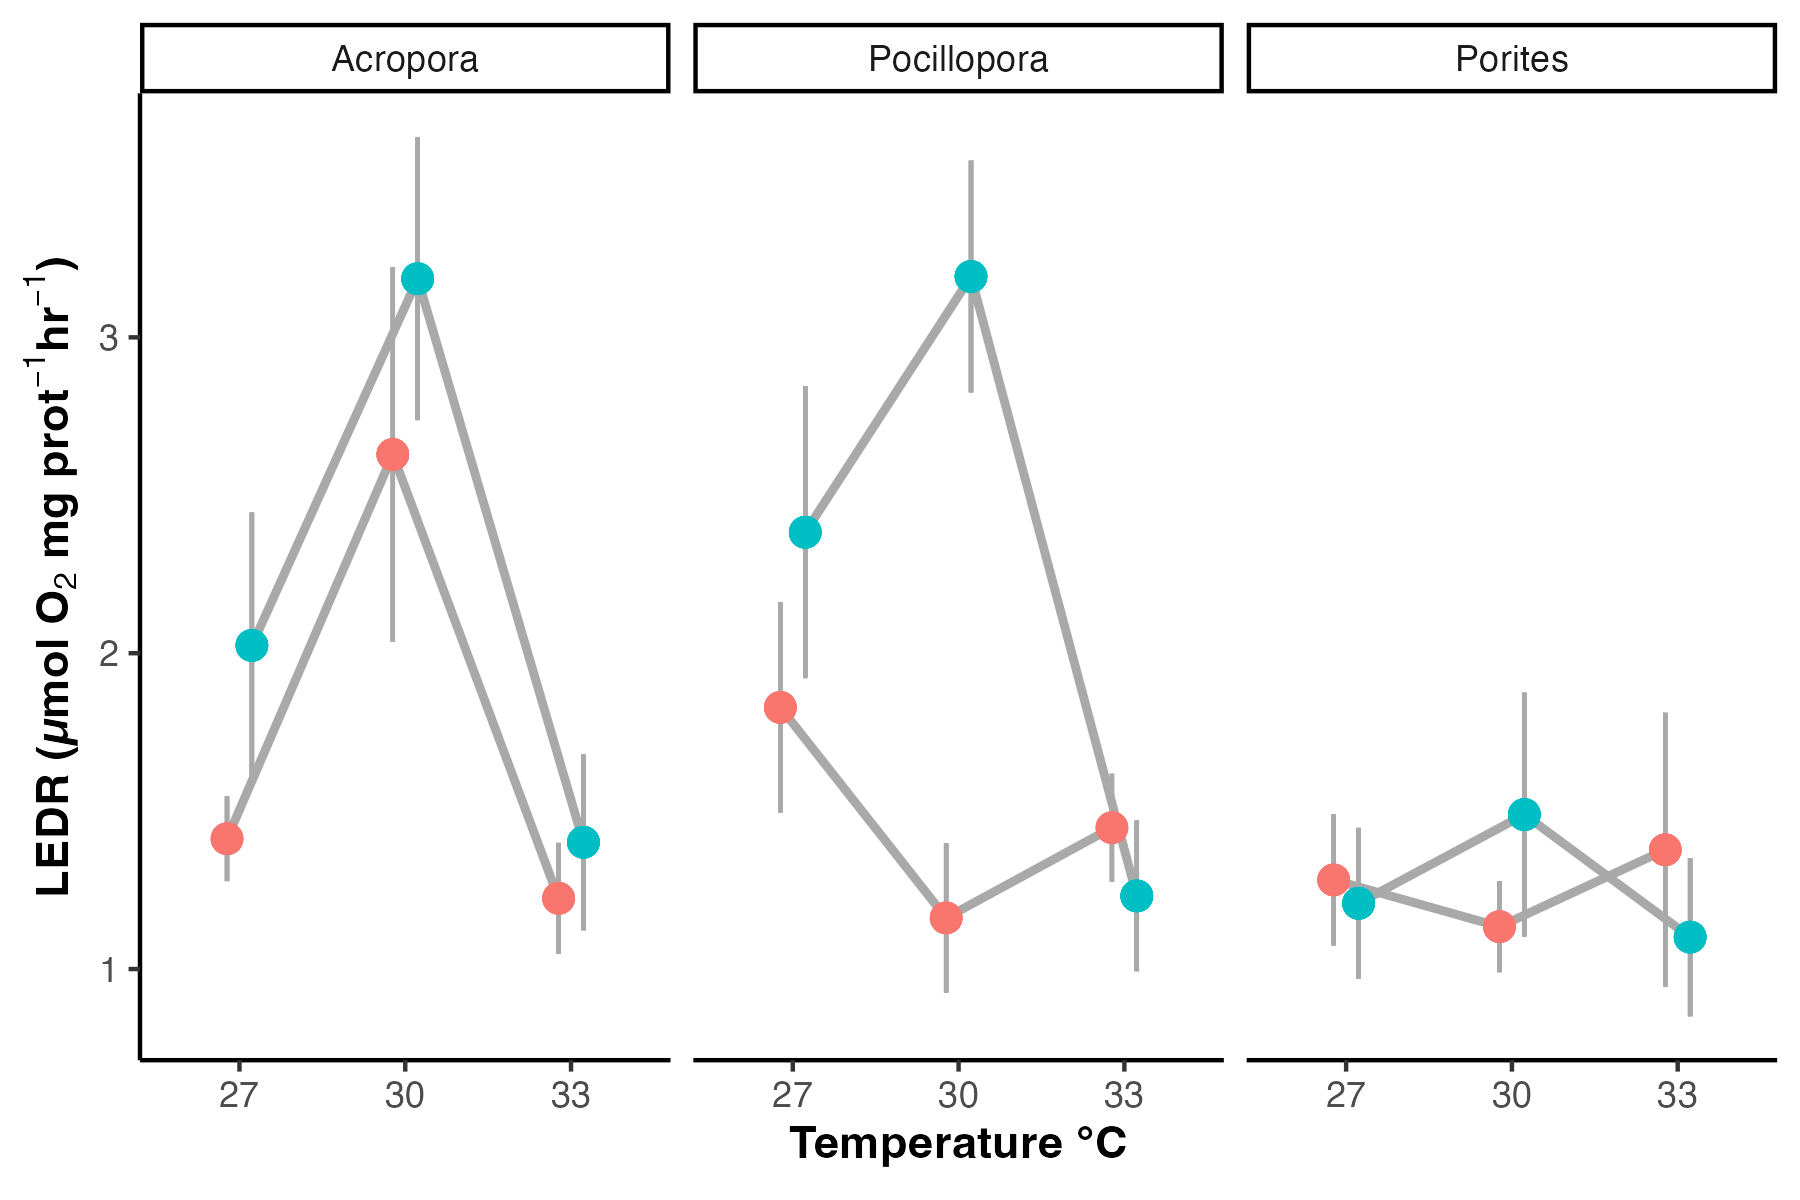 Acropora
Pocillopora
Porites
LEDR (µmol O₂ mg prot⁻¹hr⁻¹)
3
2
1
27 30 33
27 30 33
27 30 33
Temperature °C